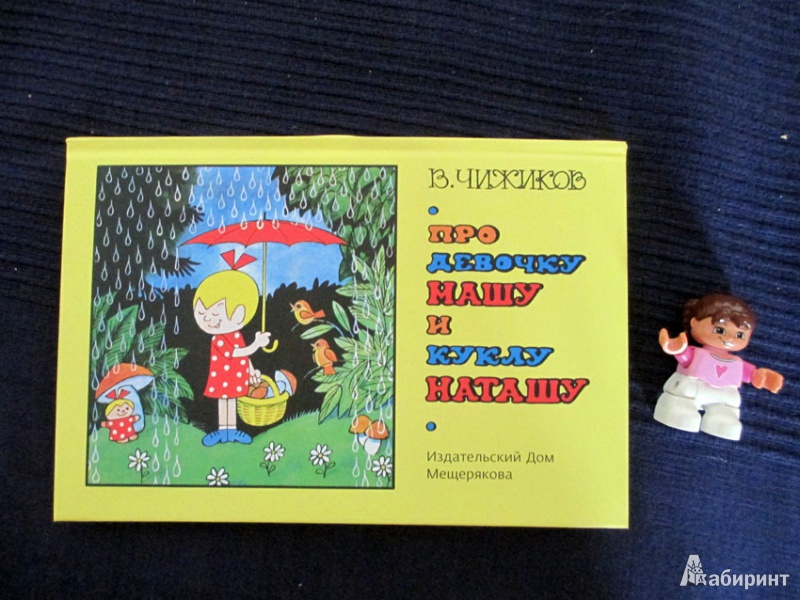 В. ЧИЖИКОВ
ПРО
ДЕВОЧКУ
МАШУ
И
КУКЛУ
НАТАШУ
Издательский Дом
Мещерякова
Лабиринт